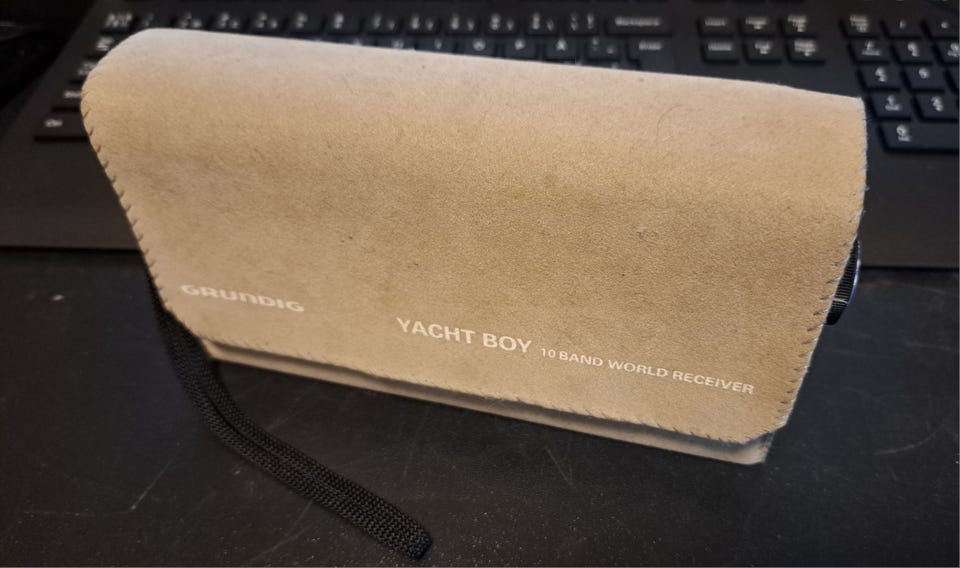 GRUNDIG
YACHT BOY 10 BAND WORLD RECEIVER